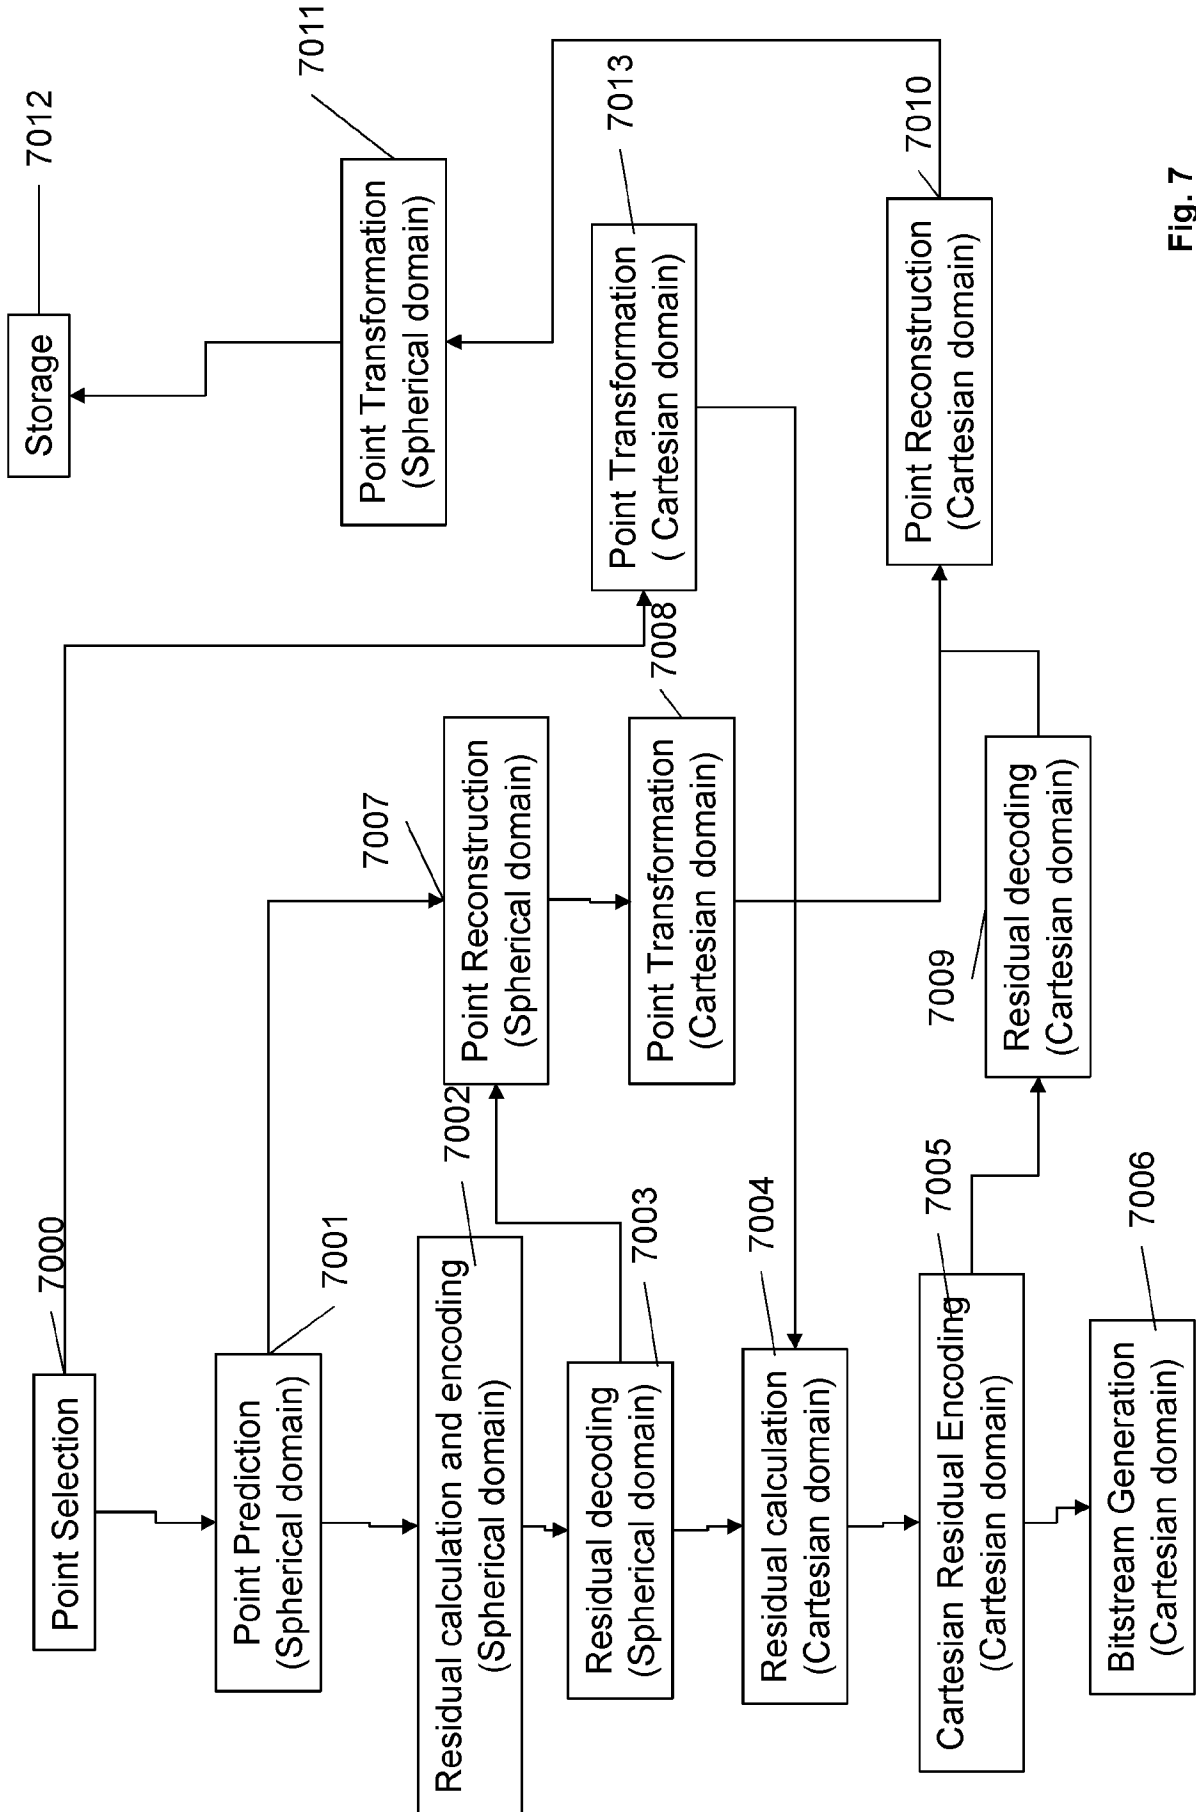 7000
Point Selection
7001
Point Prediction
(Spherical domain)
7002
Residual calculation and encoding
(Spherical domain)
7003
Residual decoding
(Spherical domain)
7004
Residual calculation
(Cartesian domain)
7005
Cartesian Residual Encoding
(Cartesian domain)
7006
Bitstream Generation
(Cartesian domain)
7007
Point Reconstruction
(Spherical domain)
7008
Point Transformation
(Cartesian domain)
7009
Residual decoding
(Cartesian domain)
7012
Storage
7011
Point Transformation
(Spherical domain)
7013
Point Transformation
( Cartesian domain)
7010
Point Reconstruction
(Cartesian domain)
Fig. 7